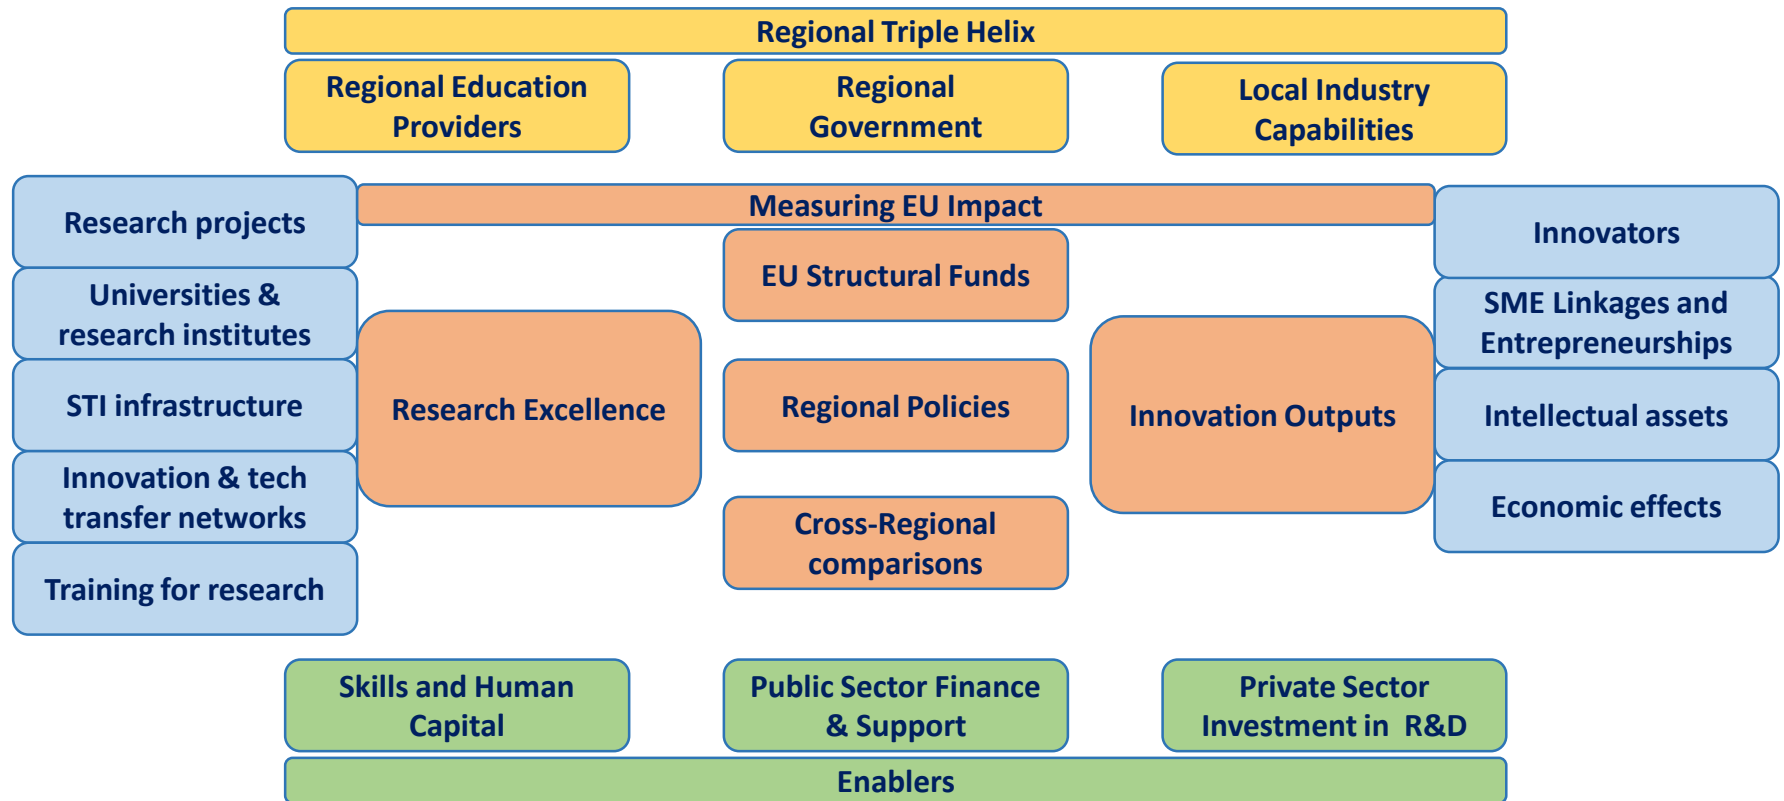 Regional Triple Helix
Regional Education
Providers
Regional
Government
Local Industry
Capabilities
Measuring EU Impact
Research projects
Universities &
research institutes
STI infrastructure
Innovation & tech
transfer networks
Training for research
Research Excellence
EU Structural Funds
Regional Policies
Cross-Regional
comparisons
Innovation Outputs
Innovators
SME Linkages and
Entrepreneurships
Intellectual assets
Economic effects
Skills and Human
Capital
Public Sector Finance
& Support
Private Sector
Investment in R&D
Enablers